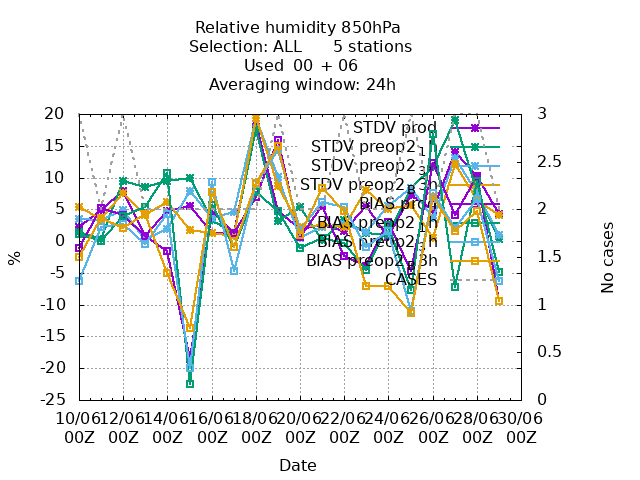 Relative humidity 850hPa
Selection: ALL 5 stations
Used 00 + 06
Averaging window: 24h
20
15
10
5
0
-5
-10
-15
-20
-25
%
3
2.5
2
1.5
1
0.5
0
No cases
STDV prod
STDV preop2_1
STDV preop2_3h
STDV preop2_B_3h
BIAS prod
BIAS preop2_1
BIAS preop2_3h
BIAS preop2_B_3h
CASES
10/06 12/06 14/06 16/06 18/06 20/06 22/06 24/06 26/06 28/06 30/06
00Z 00Z 00Z 00Z 00Z 00Z 00Z 00Z 00Z 00Z 00Z
Date